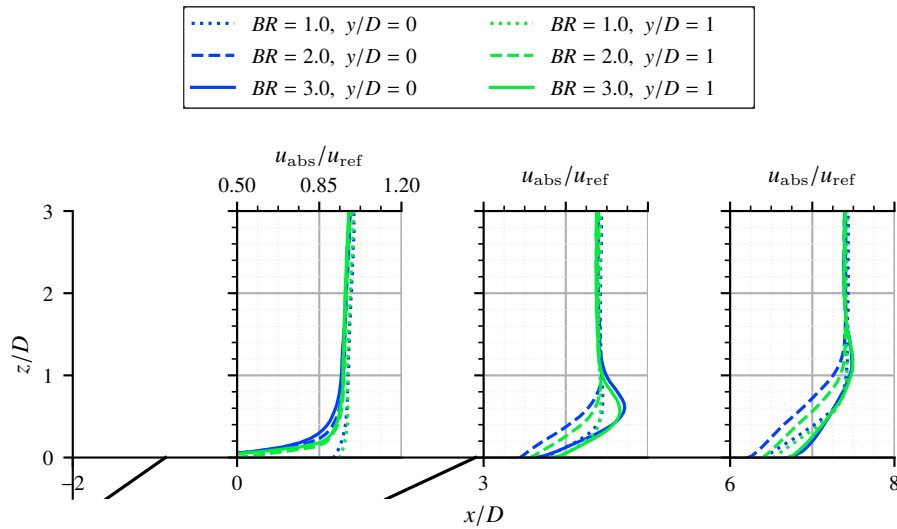 BR = 1.0, y/D = 0 BR = 1.0, y/D = 1
BR = 2.0, y/D = 0 BR = 2.0, y/D = 1
BR = 3.0, y/D = 0 BR = 3.0, y/D = 1
u_abs/u_ref u_abs/u_ref u_abs/u_ref
0.50 0.85 1.20
3
2
z/D
1
0
−2 0 3 6 8
x/D